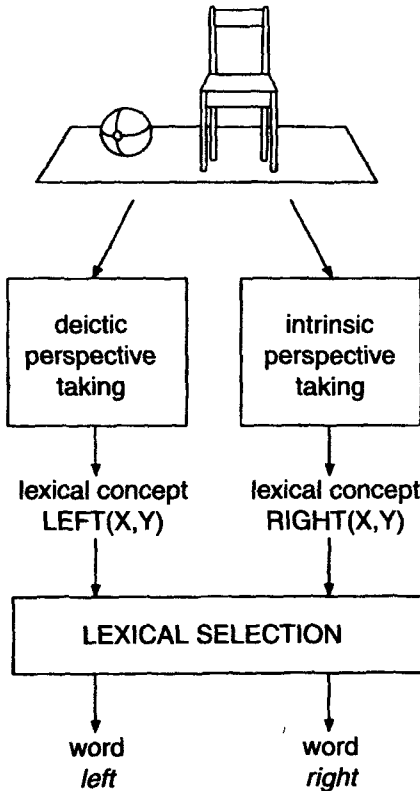 deictic
perspective
taking
intrinsic
perspective
taking
lexical concept
LEFT(X,Y)
lexical concept
RIGHT(X,Y)
LEXICAL SELECTION
word
left
word
right